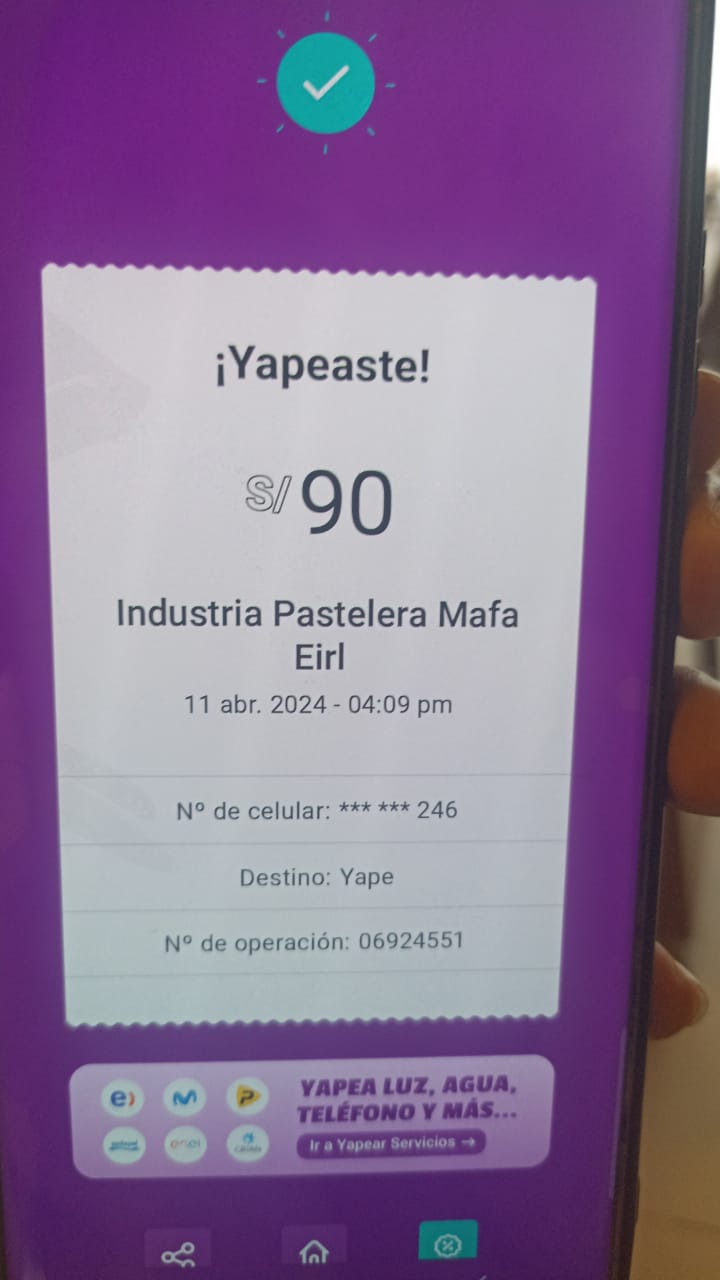 ¡Yapeaste!
S/ 90
Industria Pastelera Mafa
Eirl
11 abr. 2024 - 04:09 pm
Nº de celular: *** *** 246
Destino: Yape
Nº de operación: 06924551
YAPEA LUZ, AGUA,
TELÉFONO Y MÁS...
Ir a Yapear Servicios →
e)
enel